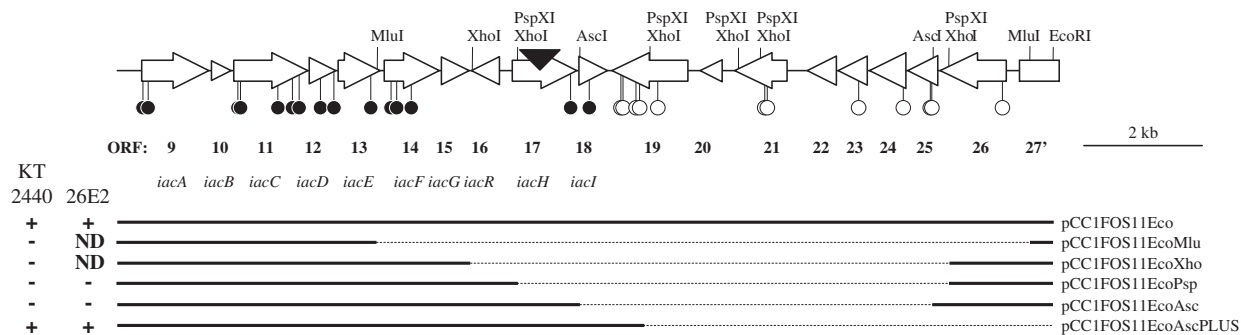 PspXI PspXI PspXI PspXI PspXI
MluI XhoI XhoI AscI XhoI XhoI XhoI AscI XhoI MluI EcoRI
2 kb
ORF: 9 10 11 12 13 14 15 16 17 18 19 20 21 22 23 24 25 26 27’
KT
2440 26E2
iacA iacB iacC iacD iacE iacF iacG iacR iacH iacI
+ + pCC1FOS11Eco
- ND pCC1FOS11EcoMlu
- ND pCC1FOS11EcoXho
- - pCC1FOS11EcoPsp
- - pCC1FOS11EcoAsc
+ + pCC1FOS11EcoAscPLUS